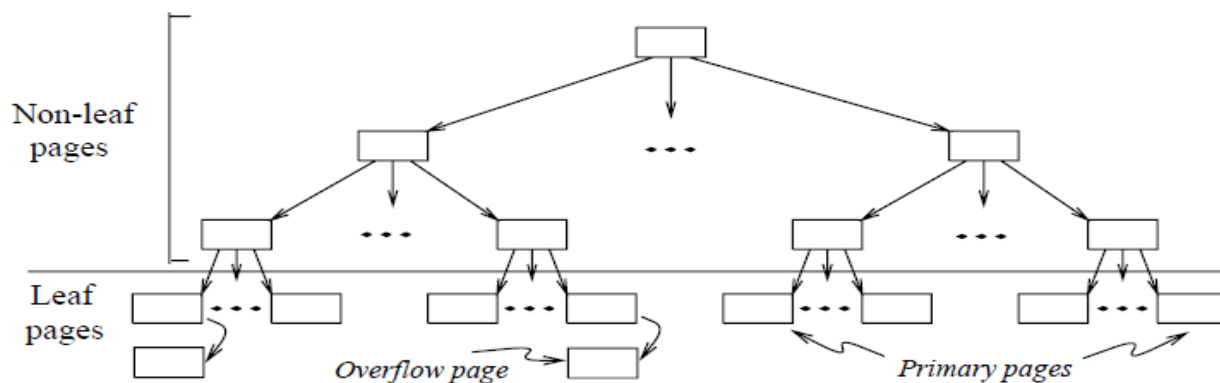 Non-leaf
pages
Leaf
pages
Overflow page
Primary pages